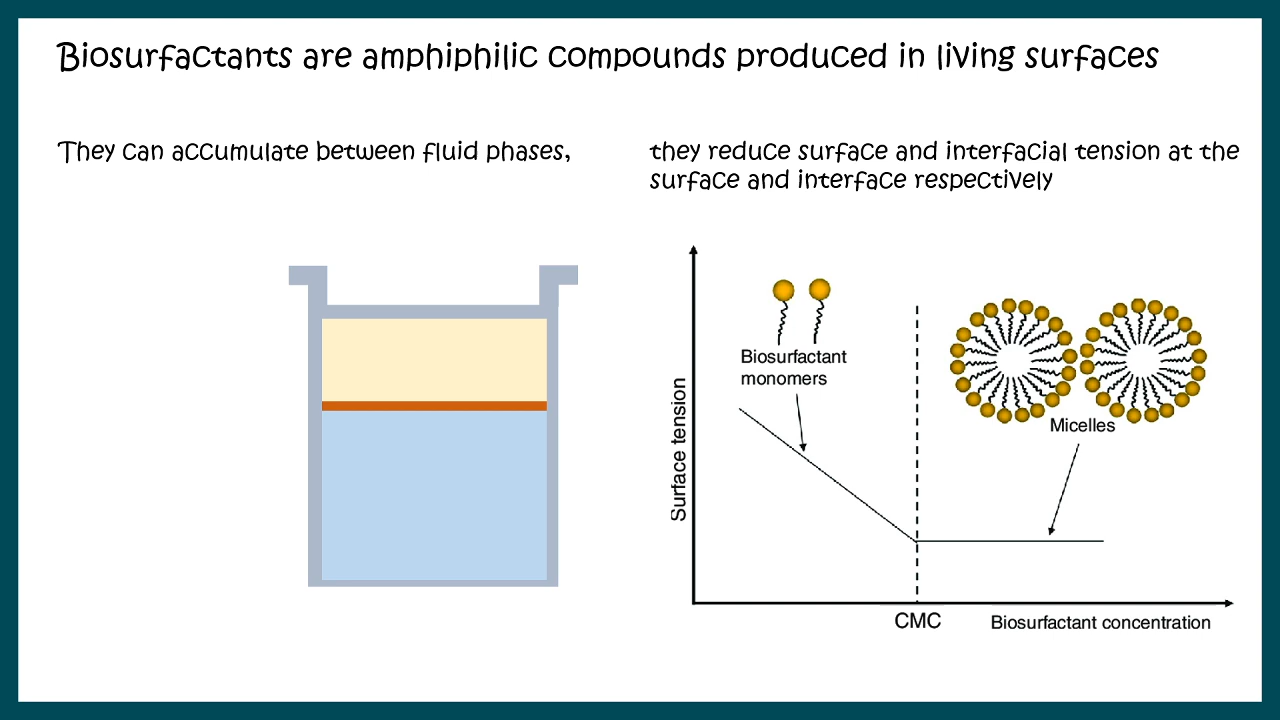 Biosurfactants are amphiphilic compounds produced in living surfaces
They can accumulate between fluid phases,
they reduce surface and interfacial tension at the
surface and interface respectively
Biosurfactant
monomers
Micelles
Surface tension
CMC
Biosurfactant concentration